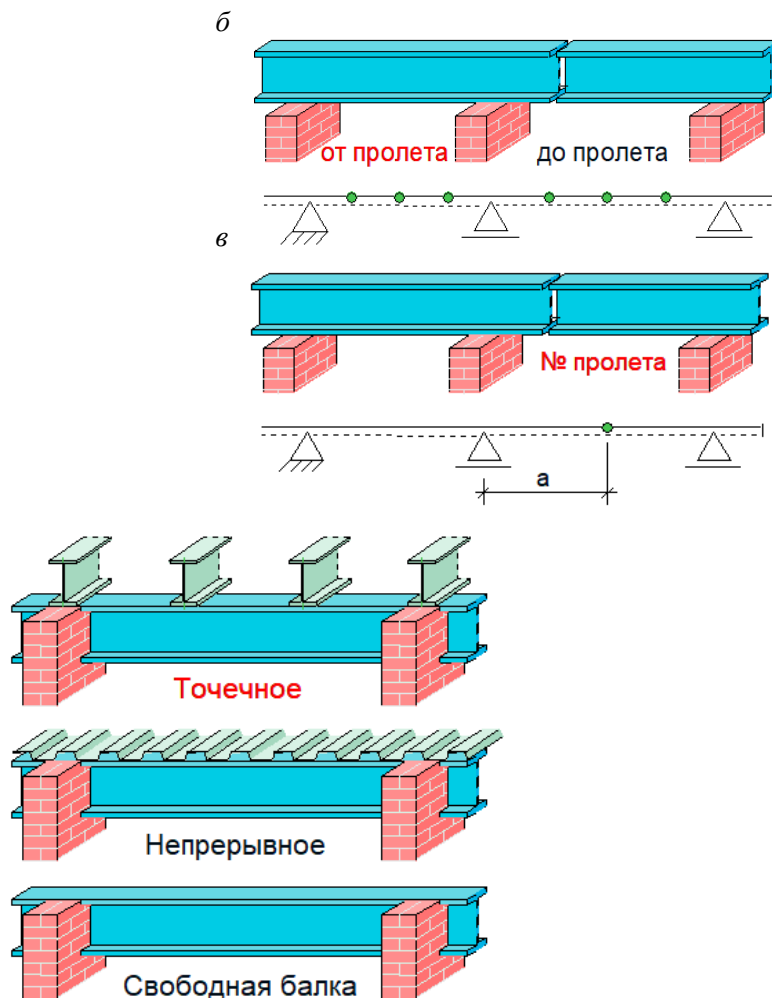 б
от пролета до пролета
в
№ пролета
a
Точечное
Непрерывное
Свободная балка